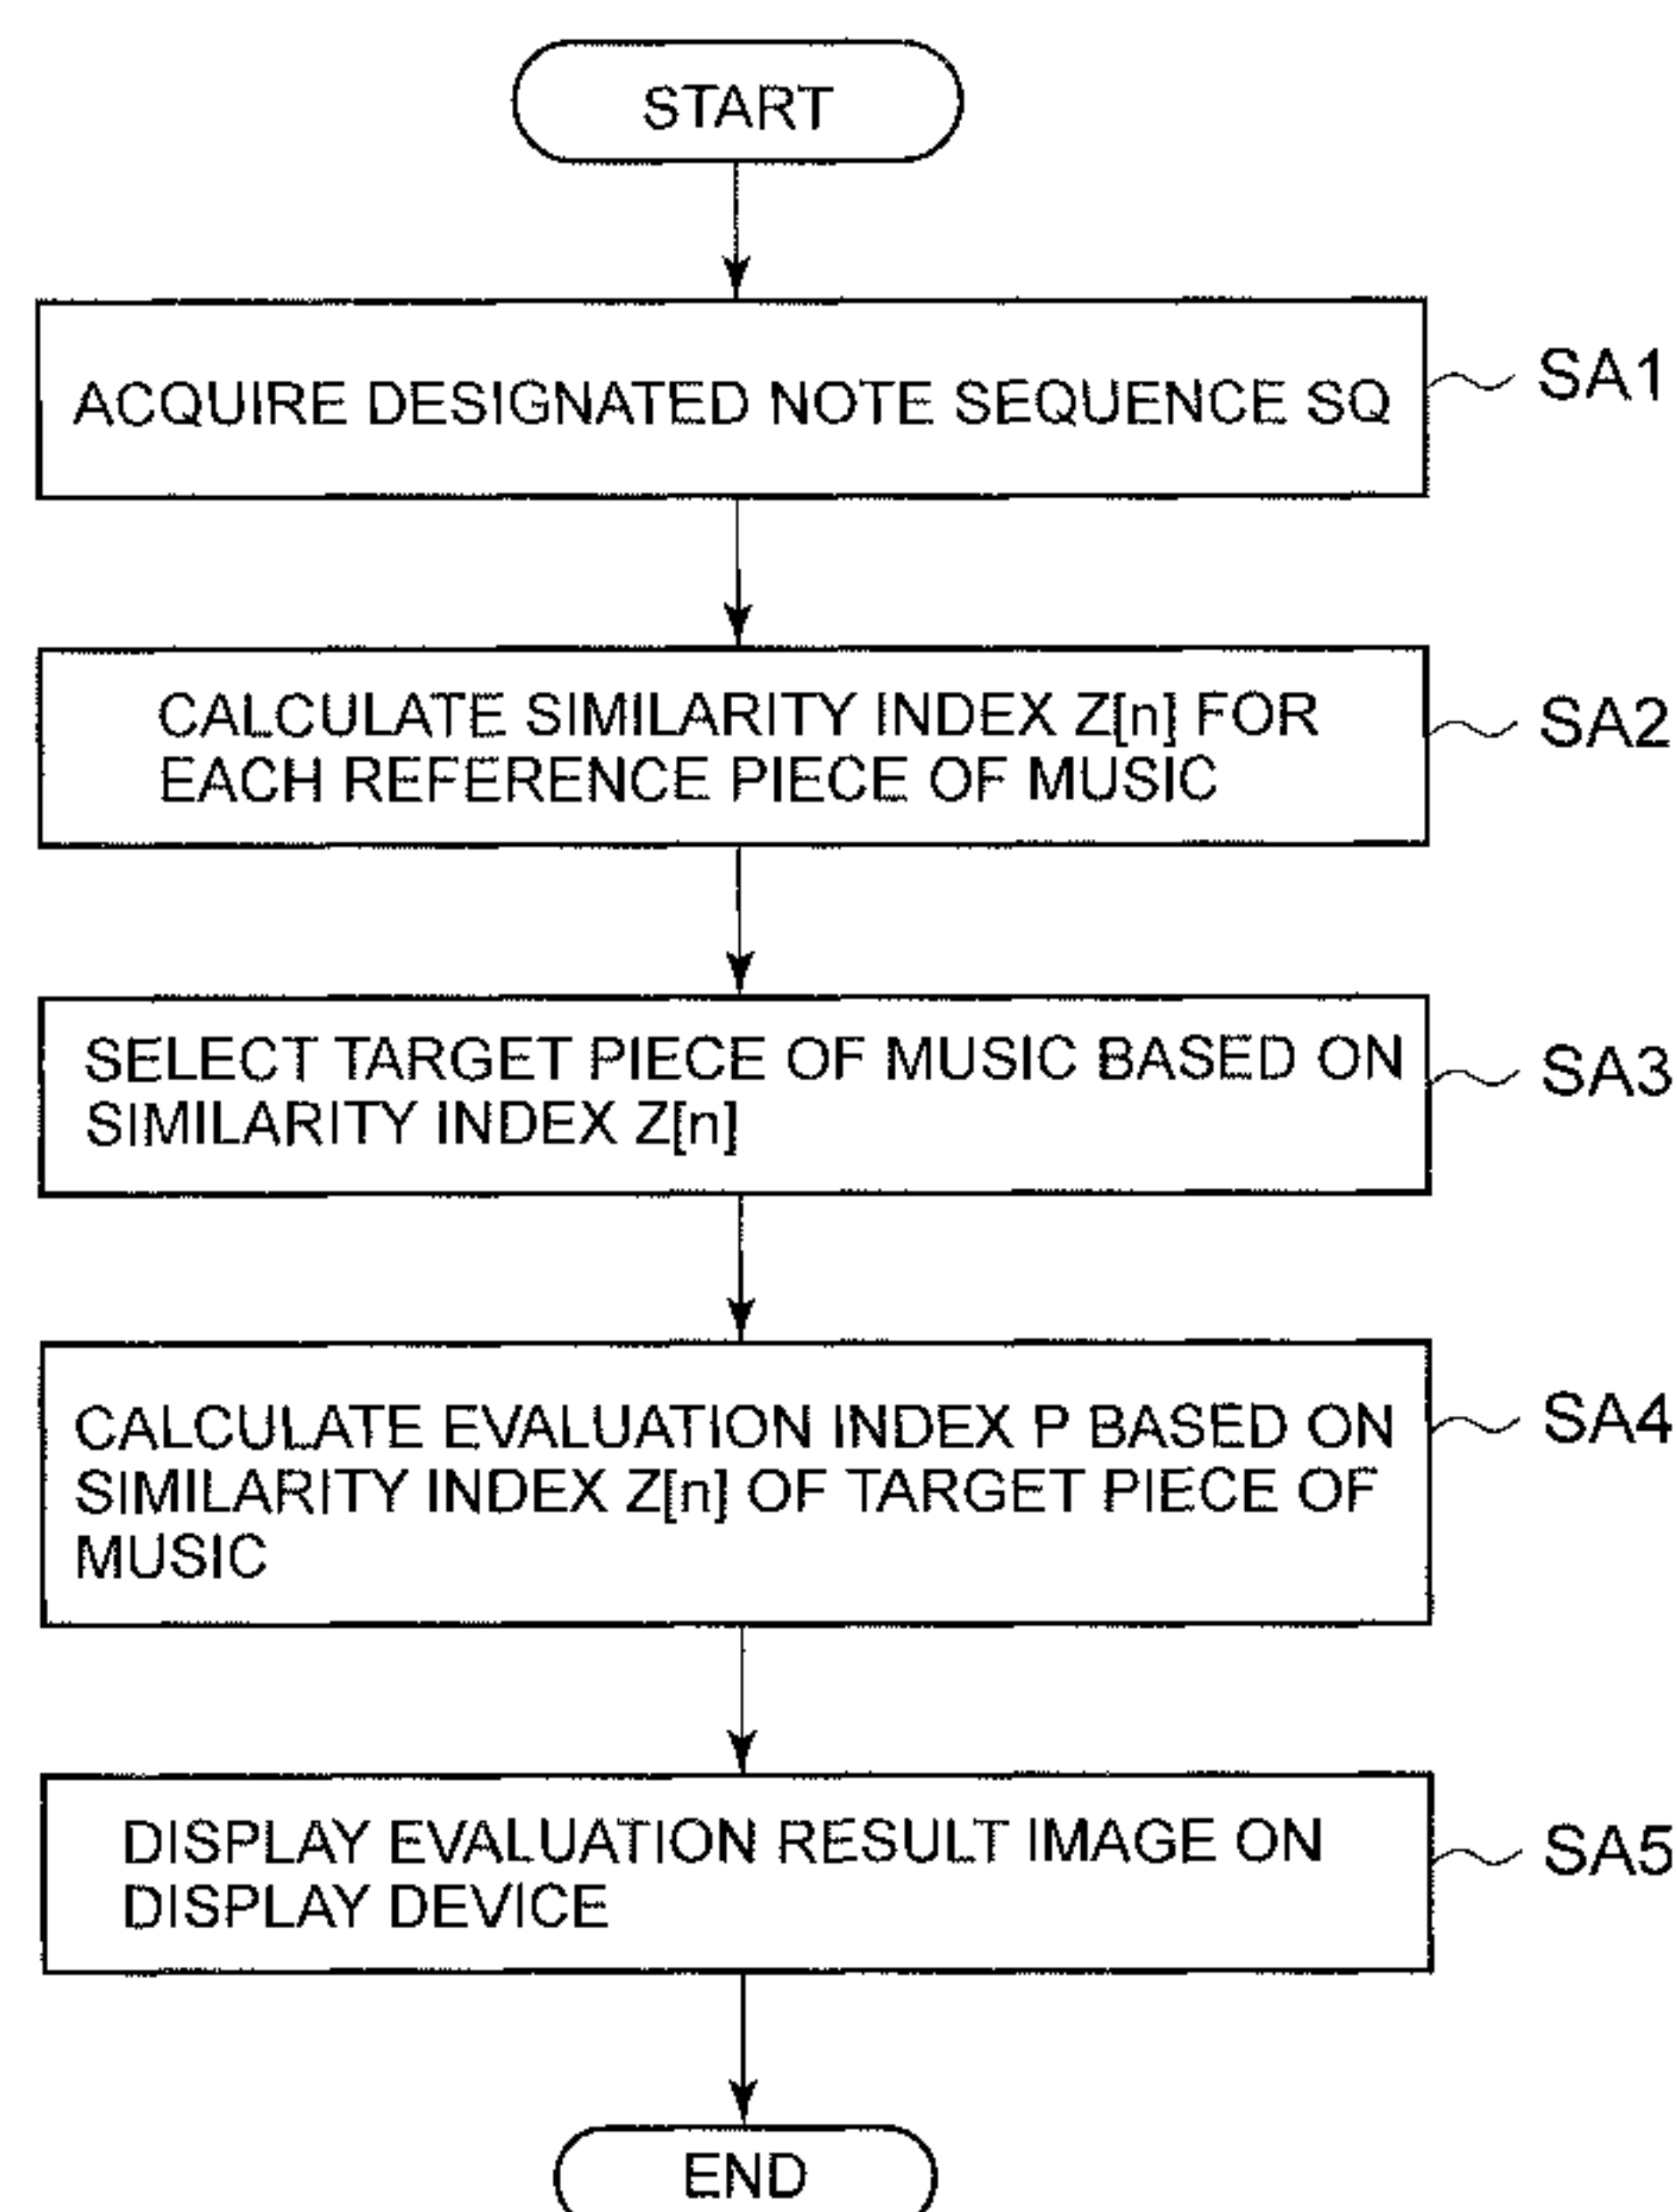 START
ACQUIRE DESIGNATED NOTE SEQUENCE SQ
SA1
CALCULATE SIMILARITY INDEX Z[n] FOR
EACH REFERENCE PIECE OF MUSIC
SA2
SELECT TARGET PIECE OF MUSIC BASED ON
SIMILARITY INDEX Z[n]
SA3
CALCULATE EVALUATION INDEX P BASED ON
SIMILARITY INDEX Z[n] OF TARGET PIECE OF
MUSIC
SA4
DISPLAY EVALUATION RESULT IMAGE ON
DISPLAY DEVICE
SA5
END